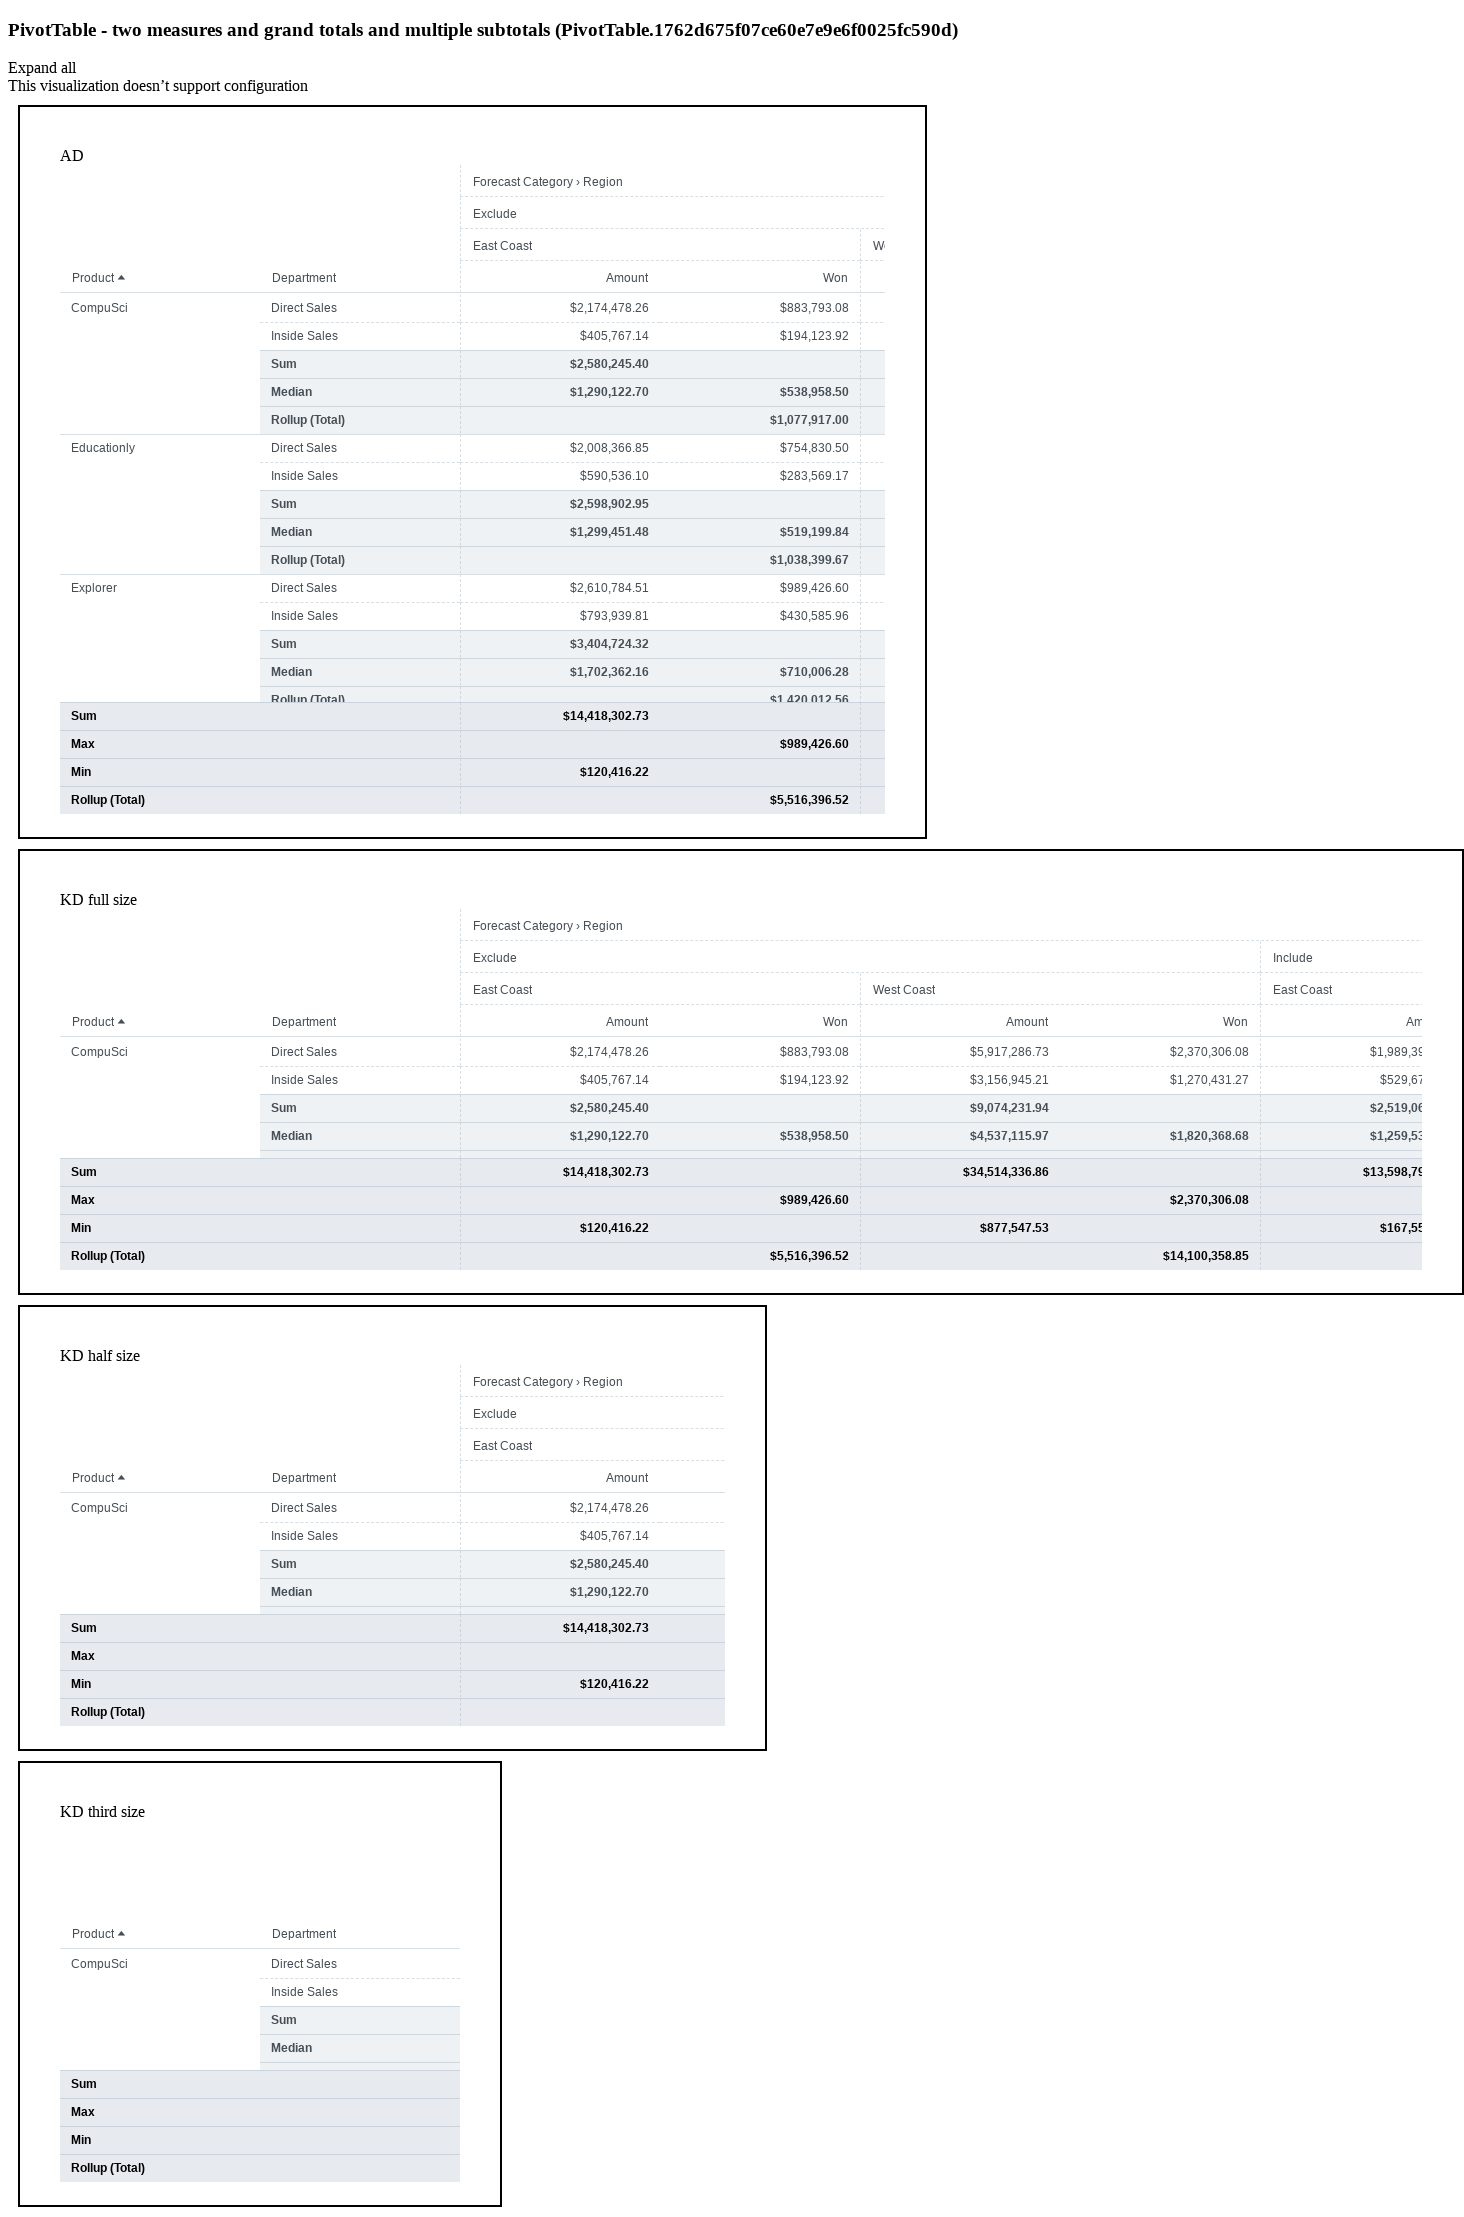 PivotTable - two measures and grand totals and multiple subtotals (PivotTable.1762d675f07ce60e7e9e6f0025fc590d)
Expand all
This visualization doesn’t support configuration
AD
Forecast Category › Region
Exclude
East Coast
Product Department Amount Won
CompuSci Direct Sales $2,174,478.26 $883,793.08
Inside Sales $405,767.14 $194,123.92
Sum $2,580,245.40
Median $1,290,122.70 $538,958.50
Rollup (Total) $1,077,917.00
Educationly Direct Sales $2,008,366.85 $754,830.50
Inside Sales $590,536.10 $283,569.17
Sum $2,598,902.95
Median $1,299,451.48 $519,199.84
Rollup (Total) $1,038,399.67
Explorer Direct Sales $2,610,784.51 $989,426.60
Inside Sales $793,939.81 $430,585.96
Sum $3,404,724.32
Median $1,702,362.16 $710,006.28
Rollup (Total) $1,420,012.56
Sum $14,418,302.73
Max $989,426.60
Min $120,416.22
Rollup (Total) $5,516,396.52
KD full size
Forecast Category › Region
Exclude Include
East Coast West Coast East Coast
Product Department Amount Won Amount Won Am
CompuSci Direct Sales $2,174,478.26 $883,793.08 $5,917,286.73 $2,370,306.08 $1,989,39
Inside Sales $405,767.14 $194,123.92 $3,156,945.21 $1,270,431.27 $529,67
Sum $2,580,245.40 $9,074,231.94 $2,519,06
Median $1,290,122.70 $538,958.50 $4,537,115.97 $1,820,368.68 $1,259,53
Sum $14,418,302.73 $34,514,336.86 $13,598,79
Max $989,426.60 $2,370,306.08
Min $120,416.22 $877,547.53 $167,55
Rollup (Total) $5,516,396.52 $14,100,358.85
KD half size
Forecast Category › Region
Exclude
East Coast
Product Department Amount
CompuSci Direct Sales $2,174,478.26
Inside Sales $405,767.14
Sum $2,580,245.40
Median $1,290,122.70
Sum $14,418,302.73
Max
Min $120,416.22
Rollup (Total)
KD third size
Product Department
CompuSci Direct Sales
Inside Sales
Sum
Median
Sum
Max
Min
Rollup (Total)